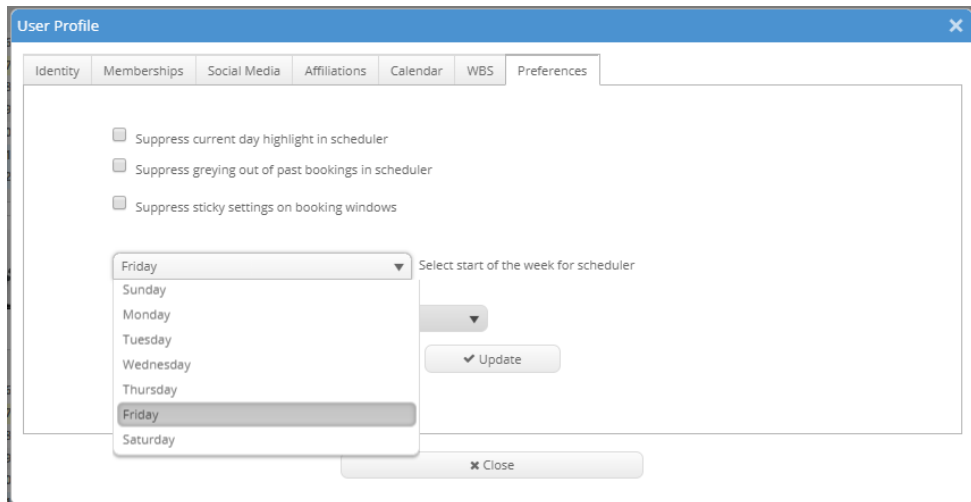 User Profile
Identity Memberships Social Media Affiliations Calendar WBS Preferences
Suppress current day highlight in scheduler
Suppress greying out of past bookings in scheduler
Suppress sticky settings on booking windows
Friday Select start of the week for scheduler
Sunday
Monday
Tuesday
Wednesday
Update
Thursday
Friday
Saturday
Close